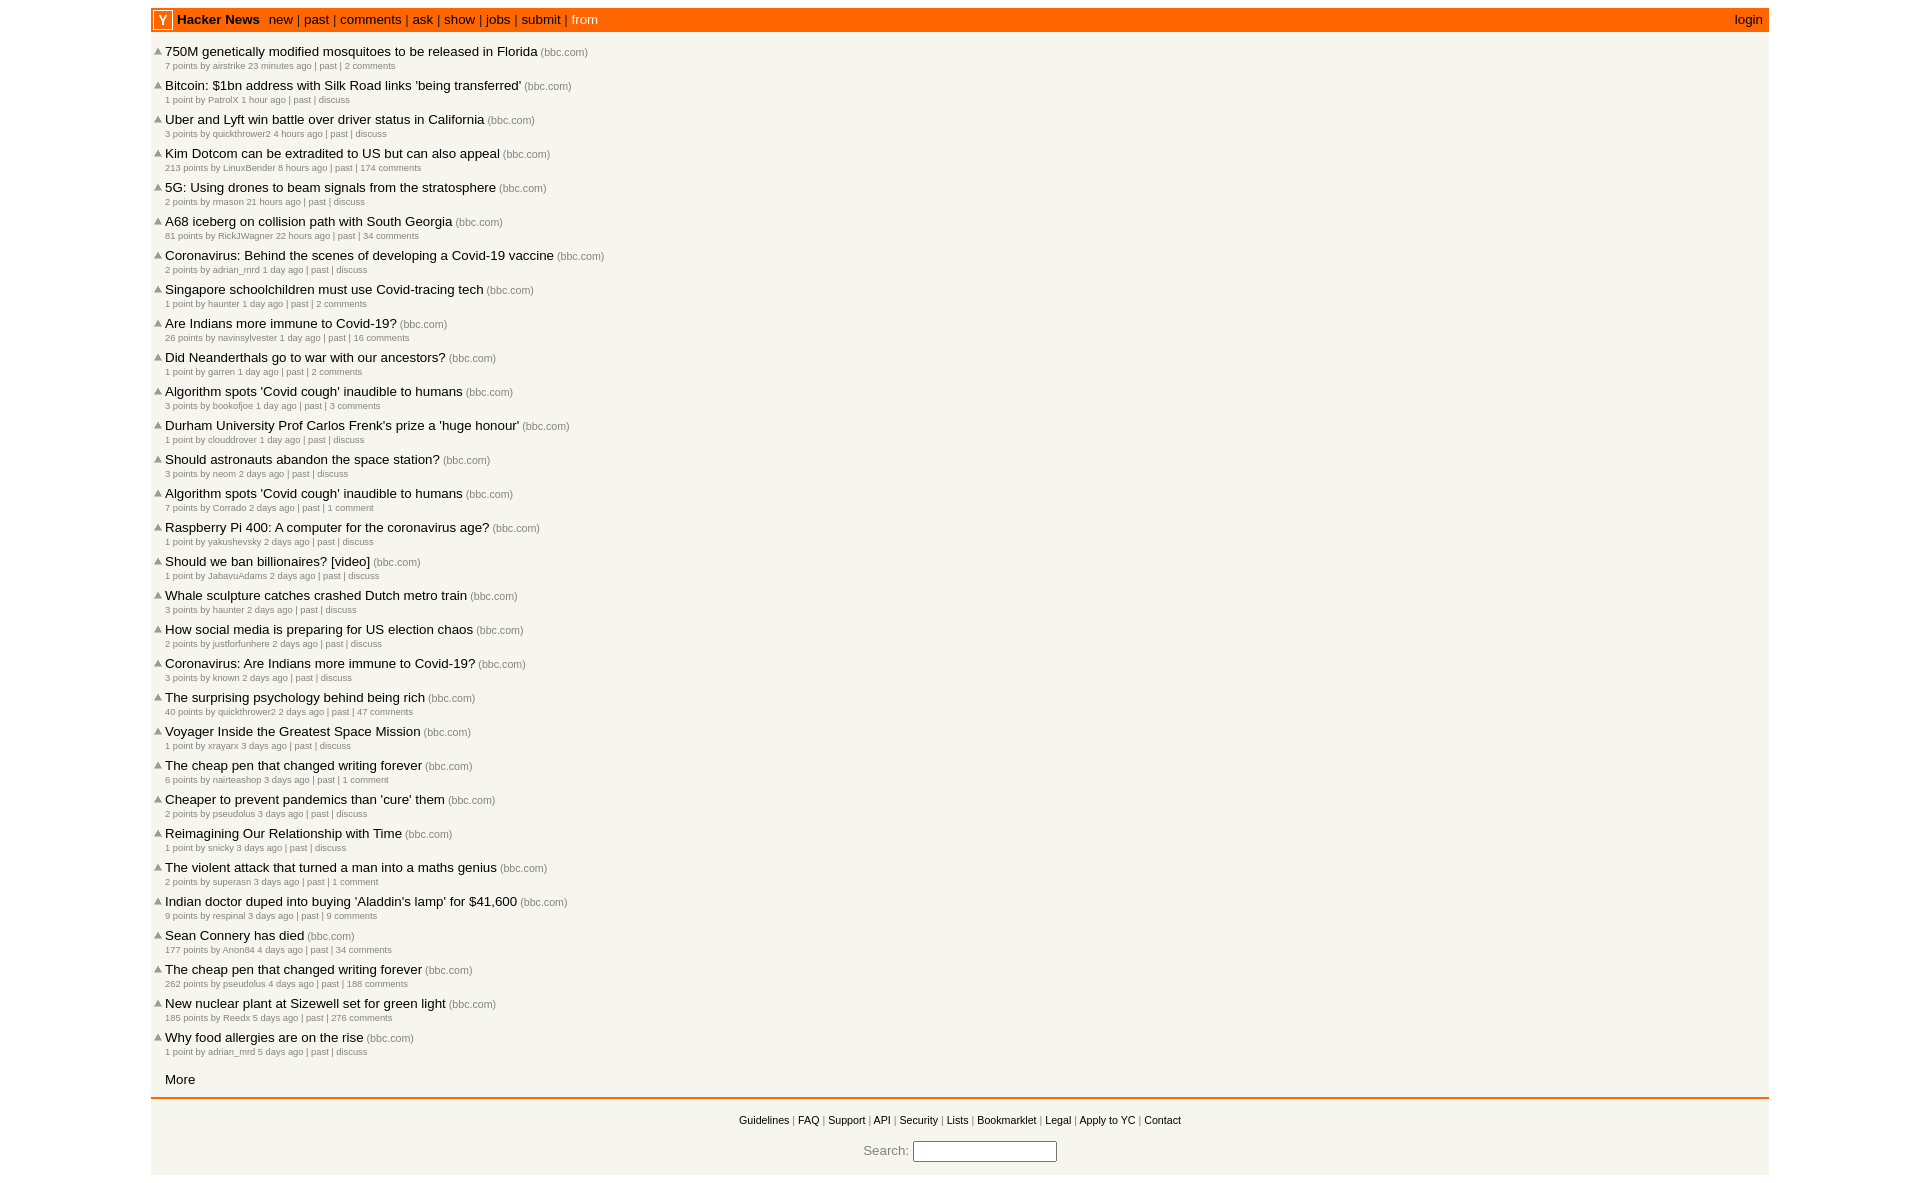 Y Hacker News new | past | comments | ask | show | jobs | submit | from login
750M genetically modified mosquitoes to be released in Florida (bbc.com)
7 points by airstrike 23 minutes ago | past | 2 comments
Bitcoin: $1bn address with Silk Road links 'being transferred' (bbc.com)
1 point by PatrolX 1 hour ago | past | discuss
Uber and Lyft win battle over driver status in California (bbc.com)
3 points by quickthrower2 4 hours ago | past | discuss
Kim Dotcom can be extradited to US but can also appeal (bbc.com)
213 points by LinuxBender 8 hours ago | past | 174 comments
5G: Using drones to beam signals from the stratosphere (bbc.com)
2 points by rmason 21 hours ago | past | discuss
A68 iceberg on collision path with South Georgia (bbc.com)
81 points by RickJWagner 22 hours ago | past | 34 comments
Coronavirus: Behind the scenes of developing a Covid-19 vaccine (bbc.com)
2 points by adrian_mrd 1 day ago | past | discuss
Singapore schoolchildren must use Covid-tracing tech (bbc.com)
1 point by haunter 1 day ago | past | 2 comments
Are Indians more immune to Covid-19? (bbc.com)
26 points by navinsylvester 1 day ago | past | 16 comments
Did Neanderthals go to war with our ancestors? (bbc.com)
1 point by garren 1 day ago | past | 2 comments
Algorithm spots 'Covid cough' inaudible to humans (bbc.com)
3 points by bookofjoe 1 day ago | past | 3 comments
Durham University Prof Carlos Frenk's prize a 'huge honour' (bbc.com)
1 point by clouddrover 1 day ago | past | discuss
Should astronauts abandon the space station? (bbc.com)
3 points by neom 2 days ago | past | discuss
Algorithm spots 'Covid cough' inaudible to humans (bbc.com)
7 points by Corrado 2 days ago | past | 1 comment
Raspberry Pi 400: A computer for the coronavirus age? (bbc.com)
1 point by yakushevsky 2 days ago | past | discuss
Should we ban billionaires? [video] (bbc.com)
1 point by JabavuAdams 2 days ago | past | discuss
Whale sculpture catches crashed Dutch metro train (bbc.com)
3 points by haunter 2 days ago | past | discuss
How social media is preparing for US election chaos (bbc.com)
2 points by justforfunhere 2 days ago | past | discuss
Coronavirus: Are Indians more immune to Covid-19? (bbc.com)
3 points by known 2 days ago | past | discuss
The surprising psychology behind being rich (bbc.com)
40 points by quickthrower2 2 days ago | past | 47 comments
Voyager Inside the Greatest Space Mission (bbc.com)
1 point by xrayarx 3 days ago | past | discuss
The cheap pen that changed writing forever (bbc.com)
6 points by nairteashop 3 days ago | past | 1 comment
Cheaper to prevent pandemics than 'cure' them (bbc.com)
2 points by pseudolus 3 days ago | past | discuss
Reimagining Our Relationship with Time (bbc.com)
1 point by snicky 3 days ago | past | discuss
The violent attack that turned a man into a maths genius (bbc.com)
2 points by superasn 3 days ago | past | 1 comment
Indian doctor duped into buying 'Aladdin's lamp' for $41,600 (bbc.com)
9 points by respinal 3 days ago | past | 9 comments
Sean Connery has died (bbc.com)
177 points by Anon84 4 days ago | past | 34 comments
The cheap pen that changed writing forever (bbc.com)
262 points by pseudolus 4 days ago | past | 188 comments
New nuclear plant at Sizewell set for green light (bbc.com)
185 points by Reedx 5 days ago | past | 276 comments
Why food allergies are on the rise (bbc.com)
1 point by adrian_mrd 5 days ago | past | discuss
More
Guidelines | FAQ | Support | API | Security | Lists | Bookmarklet | Legal | Apply to YC | Contact
Search: